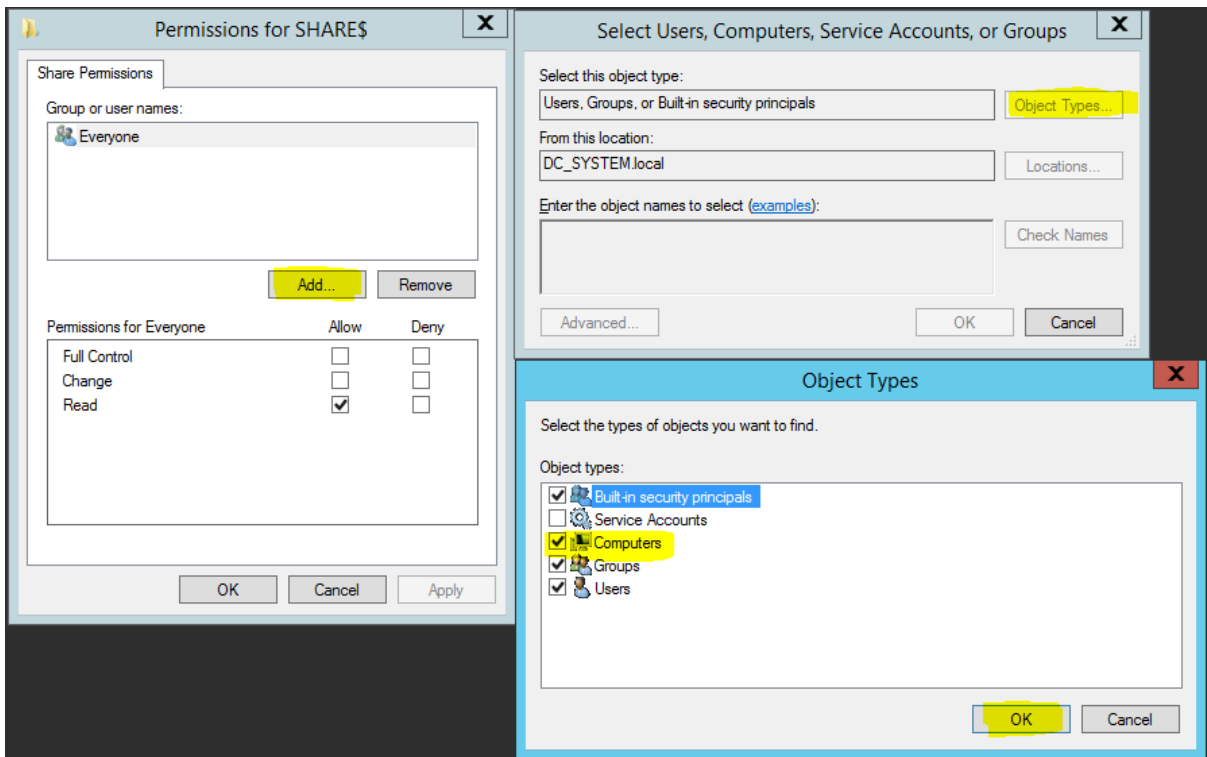 Permissions for SHARE$
X
Share Permissions
Group or user names:
Everyone
Add...
Remove
Permissions for Everyone
Allow
Deny
Full Control
Change
Read
OK
Cancel
Apply
Select Users, Computers, Service Accounts, or Groups
X
Select this object type:
Users, Groups, or Built-in security principals
Object Types...
From this location:
DC_SYSTEM.local
Locations...
Enter the object names to select (examples):
Check Names
Advanced...
OK
Cancel
Object Types
X
Select the types of objects you want to find.
Object types:
Built-in security principals
Service Accounts
Computers
Groups
Users
OK
Cancel